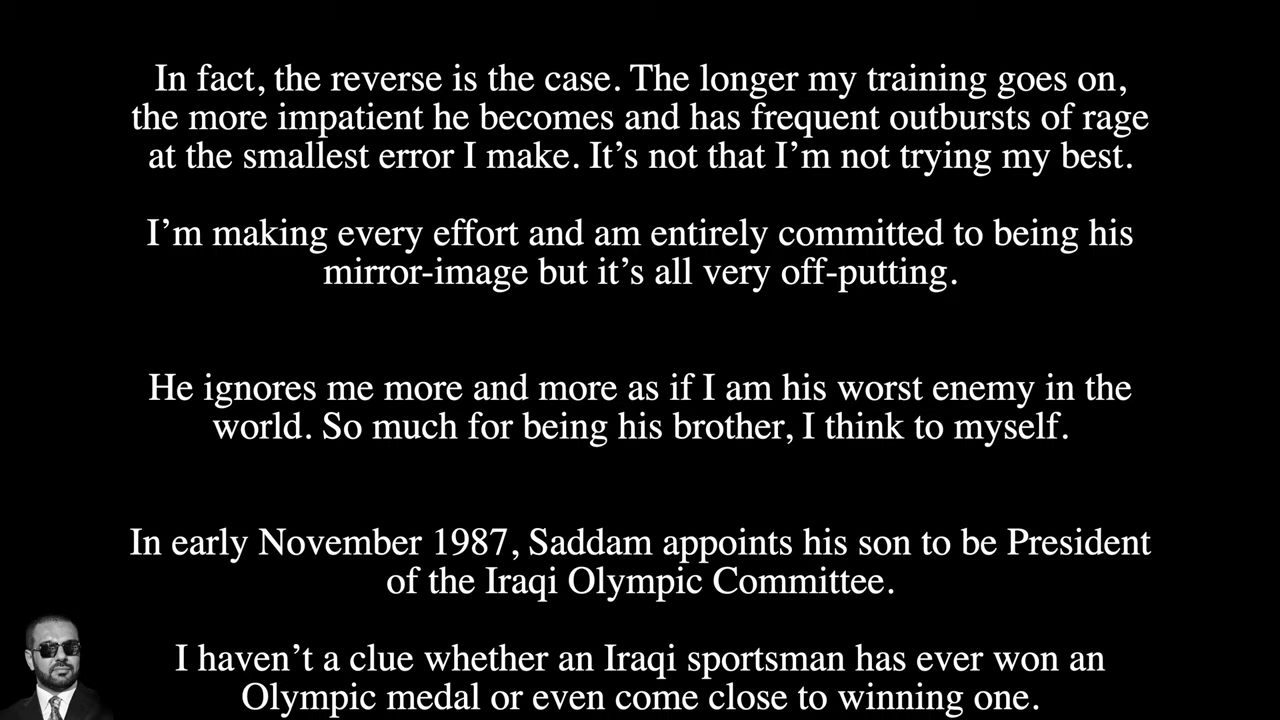 In fact, the reverse is the case. The longer my training goes on,
the more impatient he becomes and has frequent outbursts of rage
at the smallest error I make. It’s not that I’m not trying my best.
I’m making every effort and am entirely committed to being his
mirror-image but it’s all very off-putting.
He ignores me more and more as if I am his worst enemy in the
world. So much for being his brother, I think to myself.
In early November 1987, Saddam appoints his son to be President
of the Iraqi Olympic Committee.
I haven’t a clue whether an Iraqi sportsman has ever won an
Olympic medal or even come close to winning one.